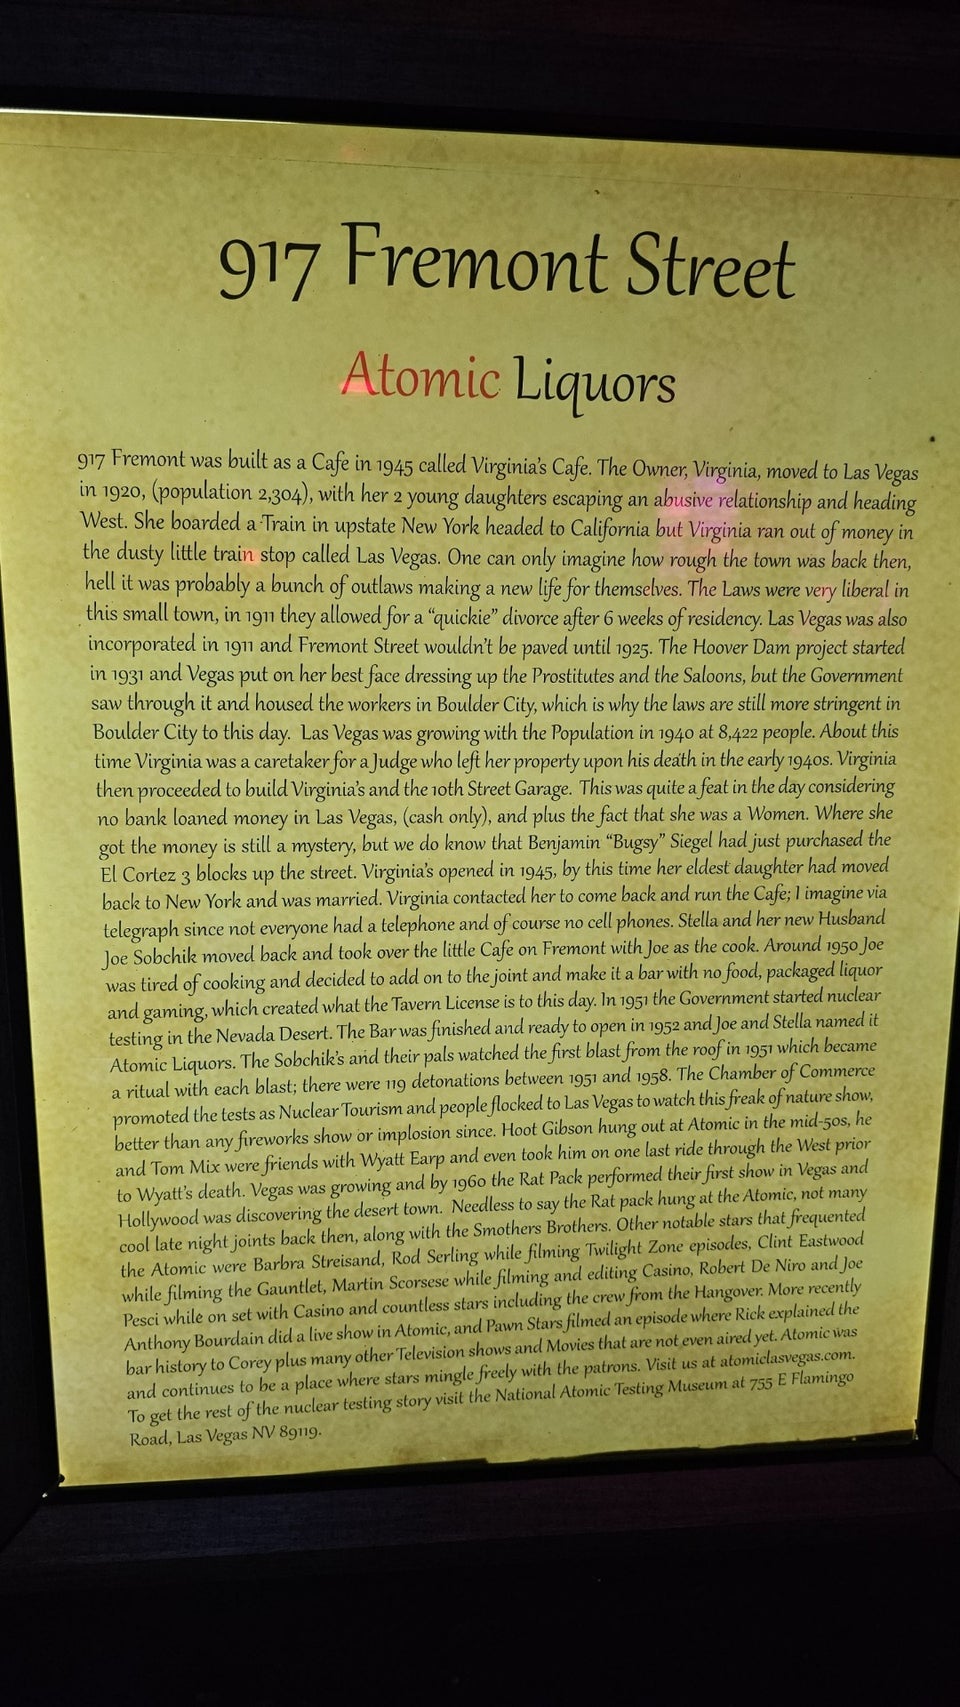 917 Fremont Street
Atomic Liquors
917 Fremont was built as a Cafe in 1945 called Virginia's Cafe. The Owner, Virginia, moved to Las Vegas
in 1920, (population 2,304), with her 2 young daughters escaping an abusive relationship and heading
West. She boarded a Train in upstate New York headed to California but Virginia ran out of money in
the dusty little train stop called Las Vegas. One can only imagine how rough the town was back then,
hell it was probably a bunch of outlaws making a new life for themselves. The Laws were very liberal in
this small town, in 1911 they allowed for a “quickie” divorce after 6 weeks of residency. Las Vegas was also
incorporated in 1911 and Fremont Street wouldn't be paved until 1925. The Hoover Dam project started
in 1931 and Vegas put on her best face dressing up the Prostitutes and the Saloons, but the Government
saw through it and housed the workers in Boulder City, which is why the laws are still more stringent in
Boulder City to this day. Las Vegas was growing with the Population in 1940 at 8,422 people. About this
time Virginia was a caretaker for a Judge who left her property upon his death in the early 1940s. Virginia
then proceeded to build Virginia's and the 10th Street Garage. This was quite a feat in the day considering
no bank loaned money in Las Vegas, (cash only), and plus the fact that she was a Women. Where she
got the money is still a mystery, but we do know that Benjamin “Bugsy” Siegel had just purchased the
El Cortez 3 blocks up the street. Virginia's opened in 1945, by this time her eldest daughter had moved
back to New York and was married. Virginia contacted her to come back and run the Cafe; I imagine via
telegraph since not everyone had a telephone and of course no cell phones. Stella and her new Husband
Joe Sobchik moved back and took over the little Cafe on Fremont with Joe as the cook. Around 1950 Joe
was tired of cooking and decided to add on to the joint and make it a bar with no food, packaged liquor
and gaming, which created what the Tavern License is to this day. In 1951 the Government started nuclear
testing in the Nevada Desert. The Bar was finished and ready to open in 1952 and Joe and Stella named it
Atomic Liquors. The Sobchik's and their pals watched the first blast from the roof in 1951 which became
a ritual with each blast; there were 119 detonations between 1951 and 1958. The Chamber of Commerce
promoted the tests as Nuclear Tourism and people flocked to Las Vegas to watch this freak of nature show,
better than any fireworks show or implosion since. Hoot Gibson hung out at Atomic in the mid-50s, he
and Tom Mix were friends with Wyatt Earp and even took him on one last ride through the West prior
to Wyatt's death. Vegas was growing and by 1960 the Rat Pack performed their first show in Vegas and
Hollywood was discovering the desert town. Needless to say the Rat pack hung at the Atomic, not many
cool late night joints back then, along with the Smothers Brothers. Other notable stars that frequented
the Atomic were Barbra Streisand, Rod Serling while filming Twilight Zone episodes, Clint Eastwood
while filming the Gauntlet, Martin Scorsese while filming and editing Casino, Robert De Niro and Joe
Pesci while on set with Casino and countless stars including the crew from the Hangover. More recently
Anthony Bourdain did a live show in Atomic, and Pawn Stars filmed an episode where Rick explained the
bar history to Corey plus many other Television shows and Movies that are not even aired yet. Atomic was
and continues to be a place where stars mingle freely with the patrons. Visit us at atomiclasvegas.com.
To get the rest of the nuclear testing story visit the National Atomic Testing Museum at 755 E Flamingo
Road, Las Vegas NV 89119.